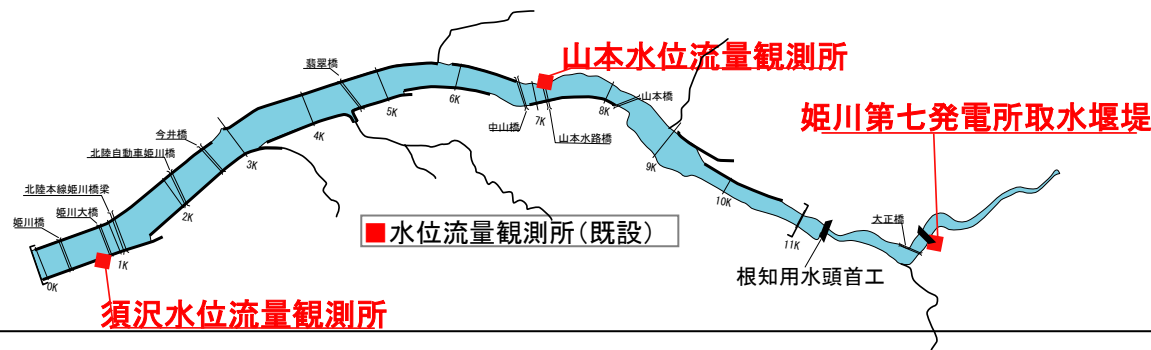 山本水位流量観測所
翡翠橋
姫川第七発電所取水堰堤
5K
6K
7K
8K
山本橋
中山橋
山本水路橋
4K
今井橋
北陸自動車姫川橋
3K
9K
北陸本線姫川橋梁
2K
10K
姫川大橋
姫川橋
大正橋
■水位流量観測所(既設)
11K
1K
0K
根知用水頭首工
須沢水位流量観測所